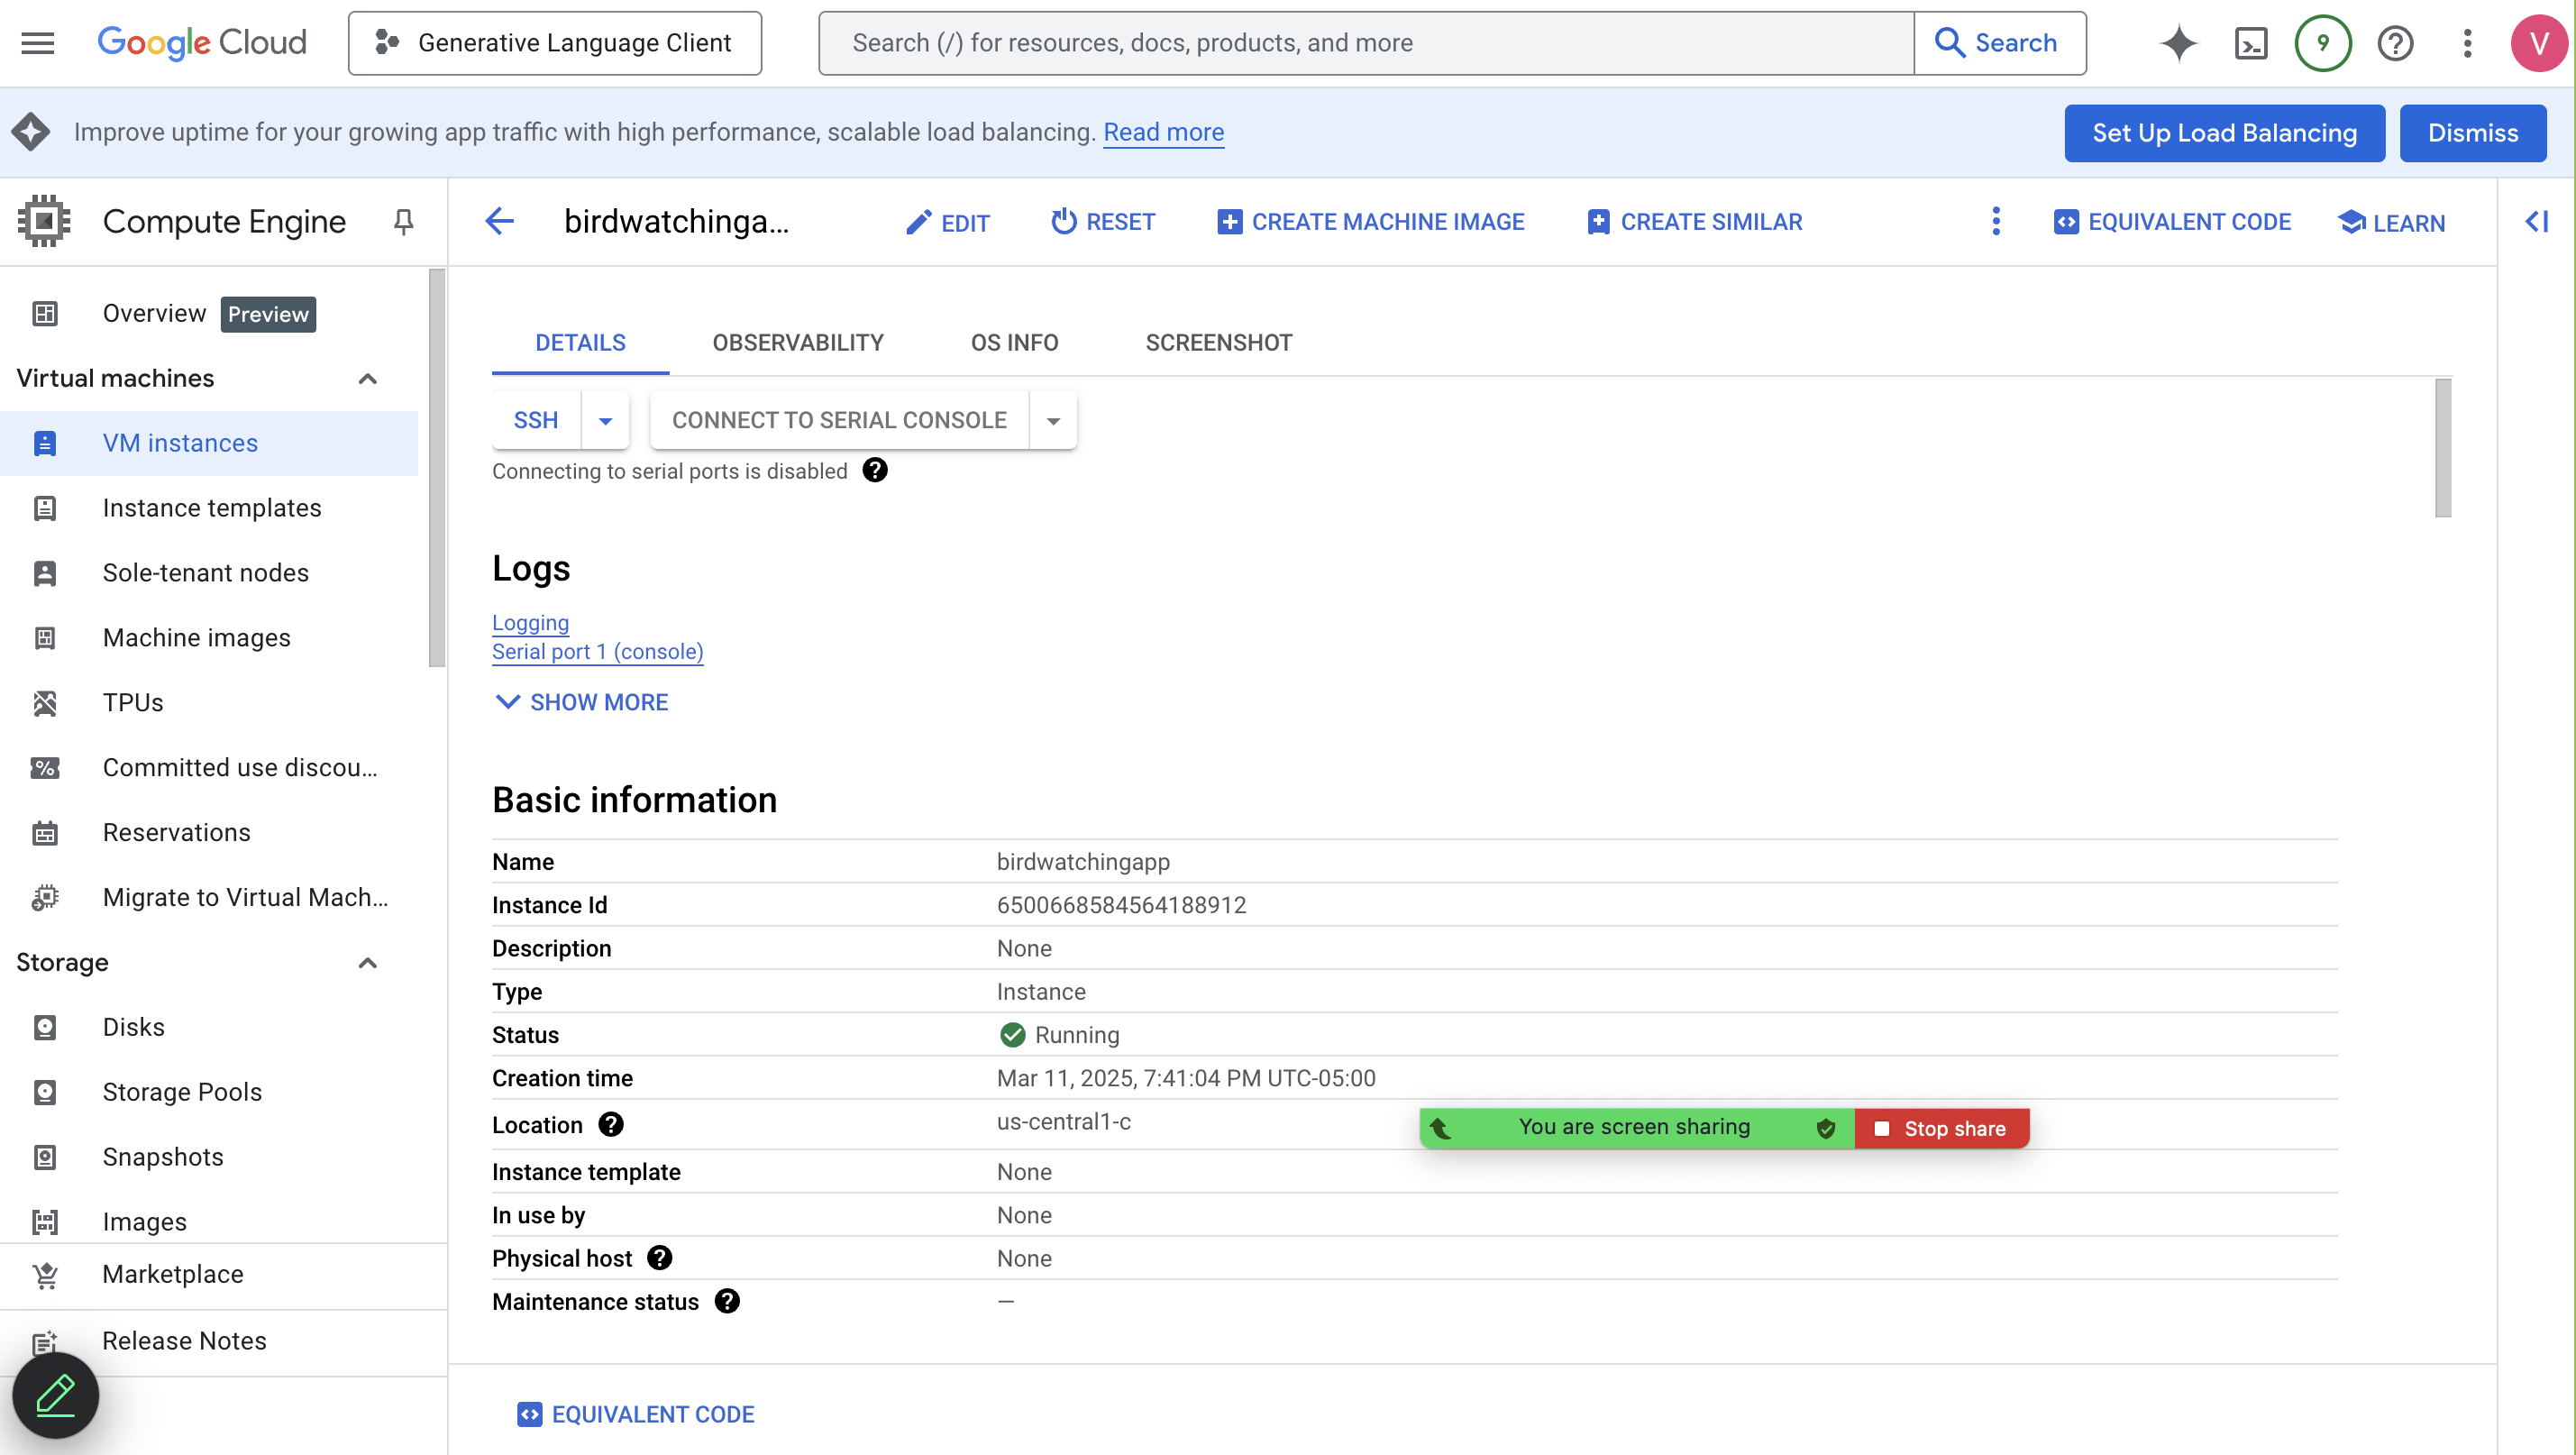 Google Cloud
Generative Language Client
Search (/) for resources, docs, products, and more
Search
9
V
Improve uptime for your growing app traffic with high performance, scalable load balancing. Read more
Set Up Load Balancing
Dismiss
Compute Engine
birdwatchinga...
EDIT
RESET
CREATE MACHINE IMAGE
CREATE SIMILAR
EQUIVALENT CODE
LEARN
Overview Preview
Virtual machines
VM instances
Instance templates
Sole-tenant nodes
Machine images
TPUs
Committed use discou...
Reservations
Migrate to Virtual Mach...
Storage
Disks
Storage Pools
Snapshots
Images
Marketplace
Release Notes
DETAILS
OBSERVABILITY
OS INFO
SCREENSHOT
SSH
CONNECT TO SERIAL CONSOLE
Connecting to serial ports is disabled
Logs
Logging
Serial port 1 (console)
SHOW MORE
Basic information
Name birdwatchingapp
Instance Id 6500668584564188912
Description None
Type Instance
Status Running
Creation time Mar 11, 2025, 7:41:04 PM UTC-05:00
Location us-central1-c
You are screen sharing
Stop share
Instance template None
In use by None
Physical host None
Maintenance status —
EQUIVALENT CODE